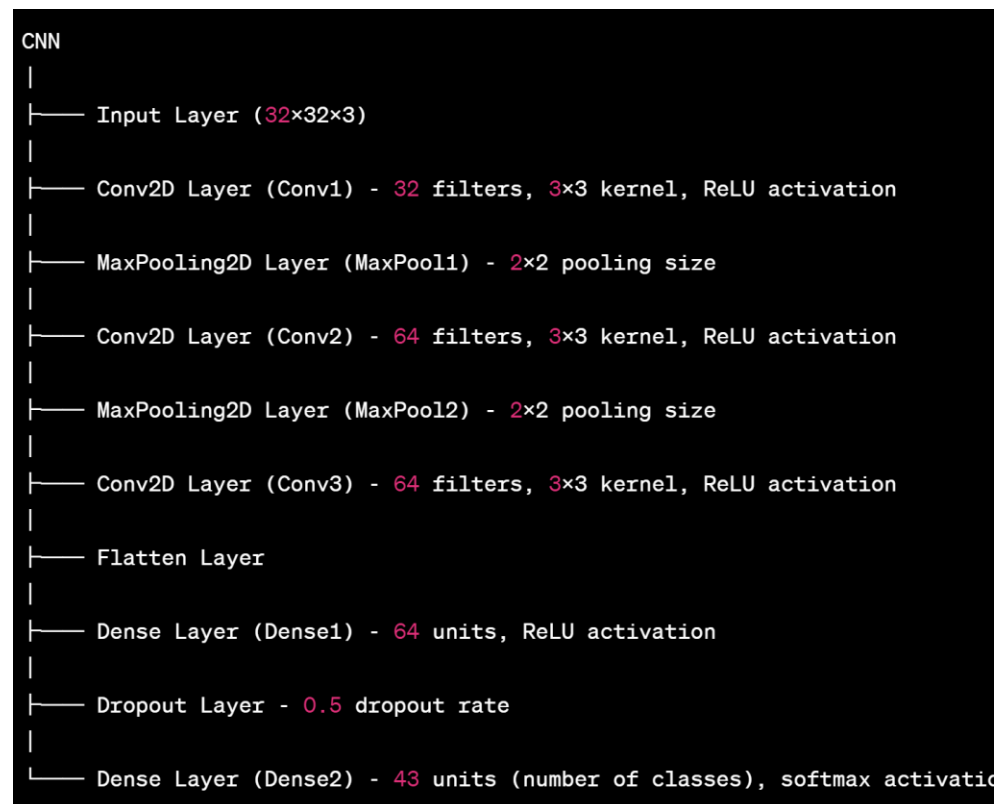 CNN
|
├── Input Layer (32×32×3)
|
├── Conv2D Layer (Conv1) - 32 filters, 3×3 kernel, ReLU activation
|
├── MaxPooling2D Layer (MaxPool1) - 2×2 pooling size
|
├── Conv2D Layer (Conv2) - 64 filters, 3×3 kernel, ReLU activation
|
├── MaxPooling2D Layer (MaxPool2) - 2×2 pooling size
|
├── Conv2D Layer (Conv3) - 64 filters, 3×3 kernel, ReLU activation
|
├── Flatten Layer
|
├── Dense Layer (Dense1) - 64 units, ReLU activation
|
├── Dropout Layer - 0.5 dropout rate
|
└── Dense Layer (Dense2) - 43 units (number of classes), softmax activatio